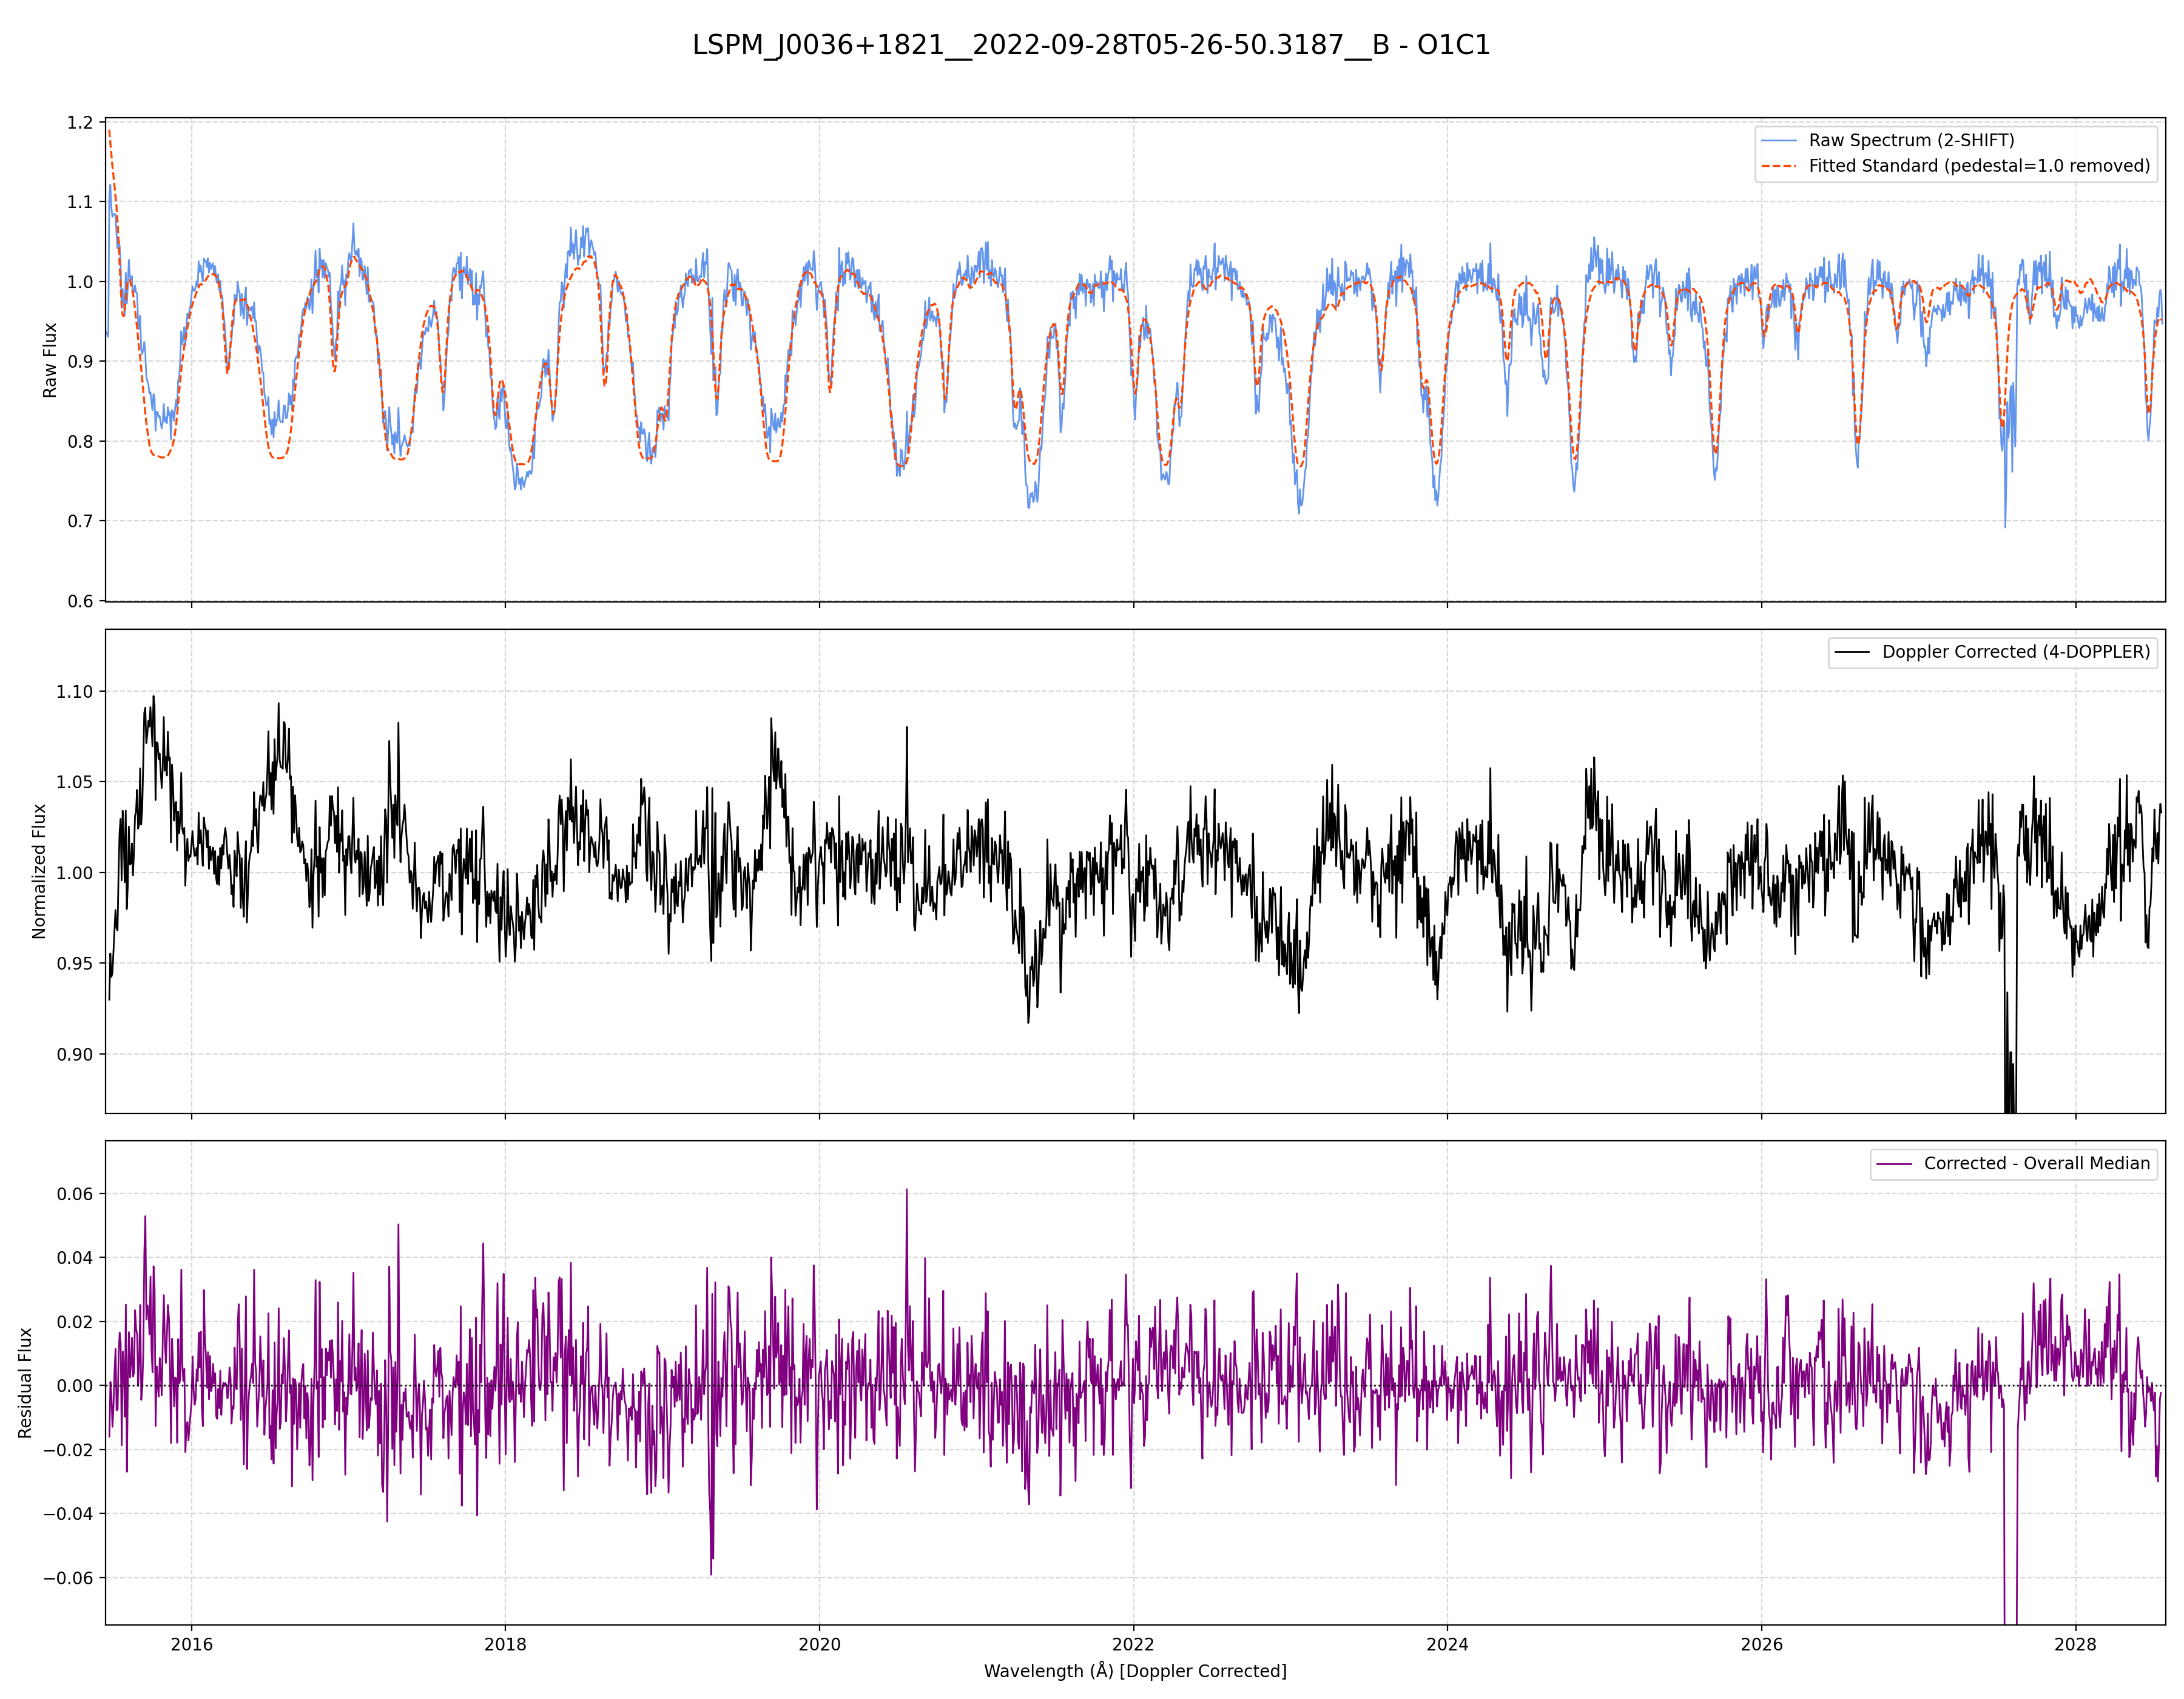 LSPM_J0036+1821__2022-09-28T05-26-50.3187__B - O1C1
1.2
1.1
1.0
0.9
0.8
0.7
0.6
Raw Flux
Raw Spectrum (2-SHIFT)
Fitted Standard (pedestal=1.0 removed)
1.10
1.05
1.00
0.95
0.90
Normalized Flux
Doppler Corrected (4-DOPPLER)
0.06
0.04
0.02
0.00
−0.02
−0.04
−0.06
Residual Flux
Corrected - Overall Median
2016 2018 2020 2022 2024 2026 2028
Wavelength (Å) [Doppler Corrected]